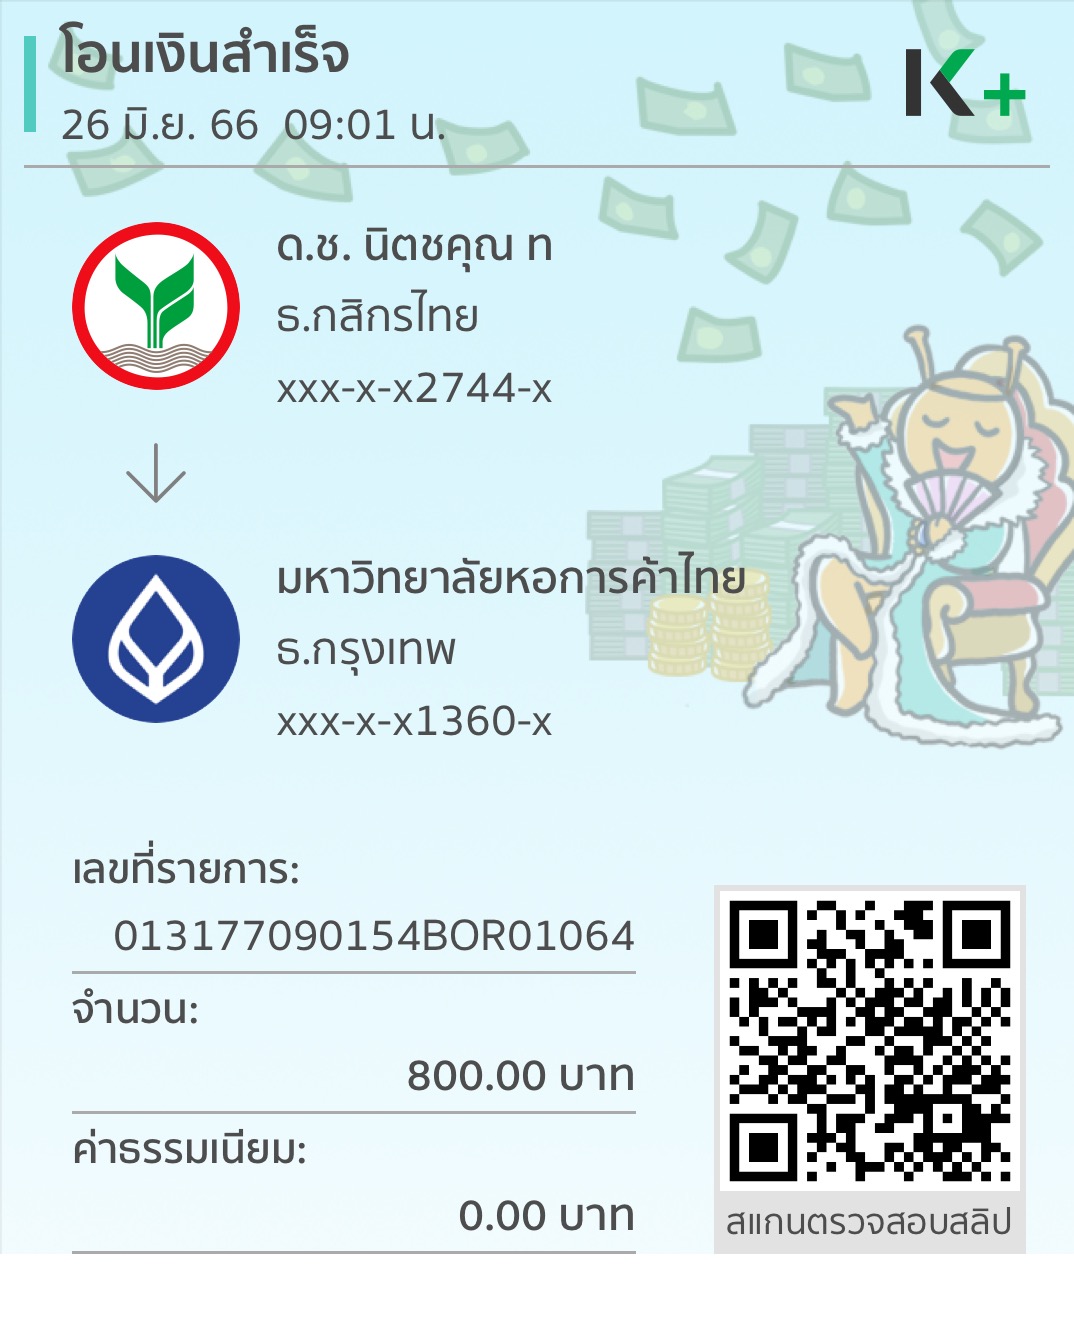 โอนเงินสำเร็จ
26 มิ.ย. 66  09:01 น.
K+
ด.ช. นิตชคุณ ท
ธ.กสิกรไทย
xxx-x-x2744-x
มหาวิทยาลัยหอการค้าไทย
ธ.กรุงเทพ
xxx-x-x1360-x
เลขที่รายการ:
013177090154BOR01064
จำนวน:
800.00 บาท
ค่าธรรมเนียม:
0.00 บาท
สแกนตรวจสอบสลิป